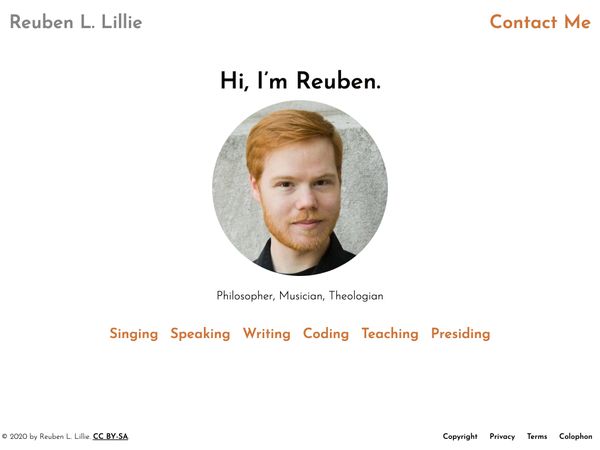 Reuben L. Lillie Contact Me
Hi, I'm Reuben.
Philosopher, Musician, Theologian
Singing Speaking Writing Coding Teaching Presiding
© 2020 by Reuben L. Lillie. CC BY-SA. Copyright Privacy Terms Colophon